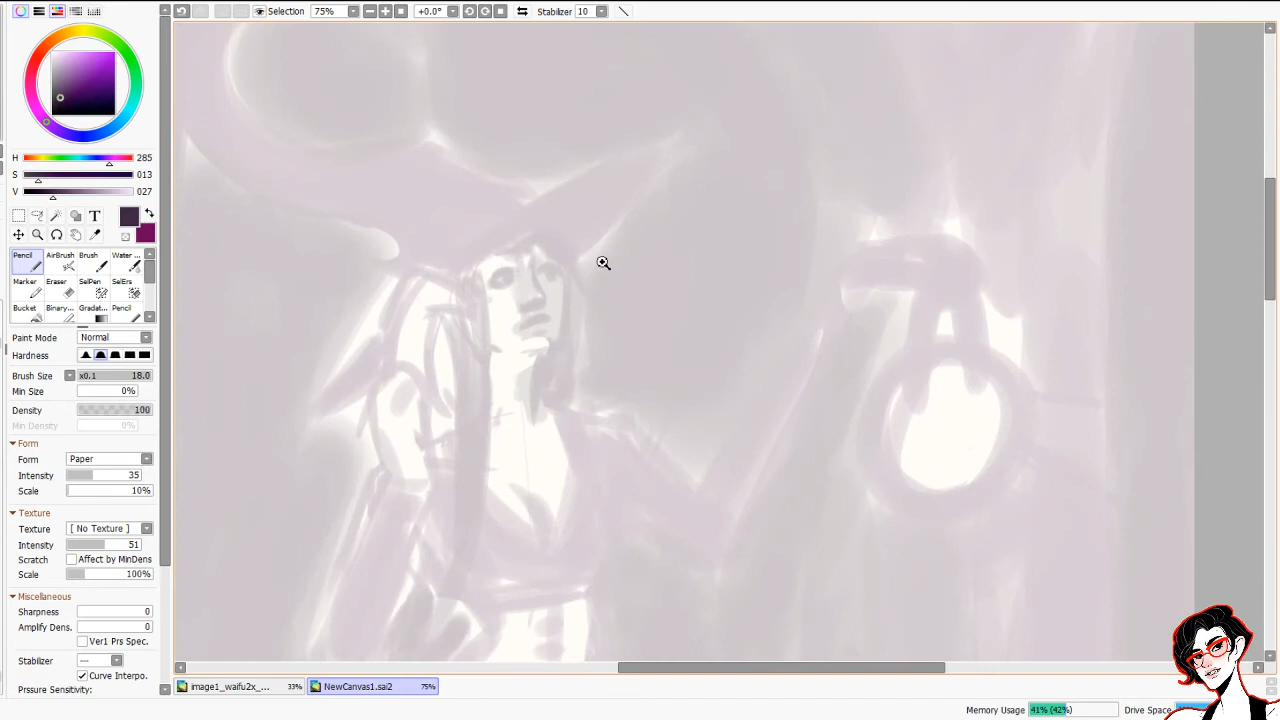 Selection 75% +0.0° Stabilizer 10
H 285
S 013
V 027
T
Pencil AirBrush Brush Water ...
Marker Eraser SelPen SelErs
Bucket Binary... Gradat... Pencil
Paint Mode Normal
Hardness
Brush Size x0.1 18.0
Min Size 0%
Density 100
Min Density 0%
Form
Form Paper
Intensity 35
Scale 10%
Texture
Texture [ No Texture ]
Intensity 51
Scratch Affect by MinDens
Scale 100%
Miscellaneous
Sharpness 0
Amplify Dens. 0
Ver1 Prs Spec.
Stabilizer ---
Curve Interpo.
Prssure Sensitivity:
image1_waifu2x_... 33% NewCanvas1.sai2 75%
Memory Usage 41% (42%) Drive Space